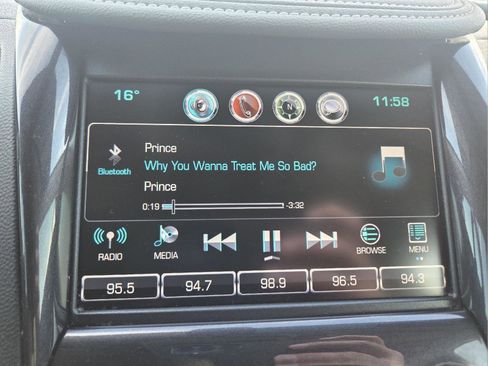 16°
N
11:58
Bluetooth
Prince
Why You Wanna Treat Me So Bad?
Prince
0:19
-3:32
RADIO
MEDIA
BROWSE
MENU
95.5
94.7
98.9
96.5
94.3